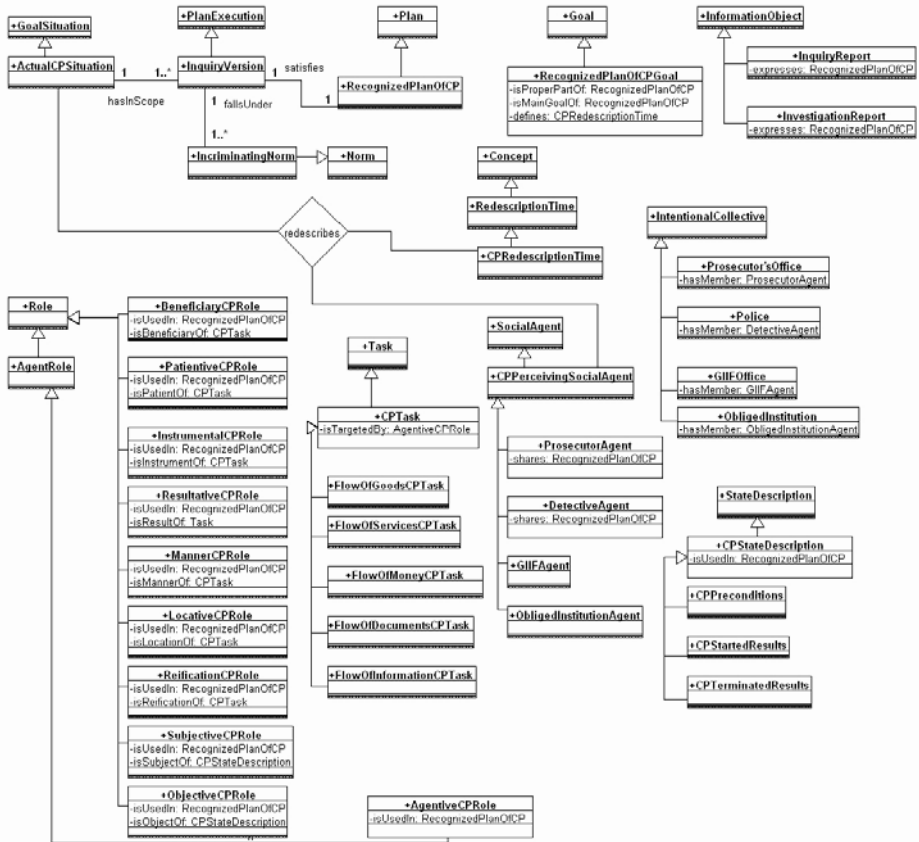 +GoalSituation
+PlanExecution
+Plan
+Goal
+InformationObject
+ActualCPSituation
1
1..*
+InquiryVersion
1
satisfies
hasInScope
1
+RecognizedPlanOfCP
+RecognizedPlanOfCPGoal
-isProperPartOf: RecognizedPlanOfCP
-isMainGoalOf: RecognizedPlanOfCP
-defines: CPRedescriptionTime
+InquiryReport
-expresses: RecognizedPlanOfCP
+InvestigationReport
-expresses: RecognizedPlanOfCP
1
fallsUnder
1..*
+IncriminatingNorm
+Norm
+Concept
+RedescriptionTime
redescribes
+CPRedescriptionTime
+IntentionalCollective
+Prosecutor'sOffice
-hasMember: ProsecutorAgent
+Police
-hasMember: DetectiveAgent
+GIIFOffice
-hasMember: GIIFAgent
+ObligedInstitution
-hasMember: ObligedInstitutionAgent
+Role
+AgentRole
+BeneficiaryCPRole
-isUsedIn: RecognizedPlanOfCP
-isBeneficiaryOf: CPTask
+PatientiveCPRole
-isUsedIn: RecognizedPlanOfCP
-isPatientOf: CPTask
+InstrumentalCPRole
-isUsedIn: RecognizedPlanOfCP
-isInstrumentOf: CPTask
+ResultativeCPRole
-isUsedIn: RecognizedPlanOfCP
-isResultOf: Task
+MannerCPRole
-isUsedIn: RecognizedPlanOfCP
-isMannerOf: CPTask
+LocativeCPRole
-isUsedIn: RecognizedPlanOfCP
-isLocationOf: CPTask
+ReificationCPRole
-isUsedIn: RecognizedPlanOfCP
-isReificationOf: CPTask
+SubjectiveCPRole
-isUsedIn: RecognizedPlanOfCP
-isSubjectOf: CPStateDescription
+ObjectiveCPRole
-isUsedIn: RecognizedPlanOfCP
-isObjectOf: CPStateDescription
+Task
+CPTask
-isTargetedBy: AgentiveCPRole
+FlowOfGoodsCPTask
+FlowOfServicesCPTask
+FlowOfMoneyCPTask
+FlowOfDocumentsCPTask
+FlowOfInformationCPTask
+SocialAgent
+CPPerceivingSocialAgent
+ProsecutorAgent
-shares: RecognizedPlanOfCP
+DetectiveAgent
-shares: RecognizedPlanOfCP
+GIIFAgent
+ObligedInstitutionAgent
+StateDescription
+CPStateDescription
-isUsedIn: RecognizedPlanOfCP
+CPPreconditions
+CPStartedResults
+CPTerminatedResults
+AgentiveCPRole
-isUsedIn: RecognizedPlanOfCP